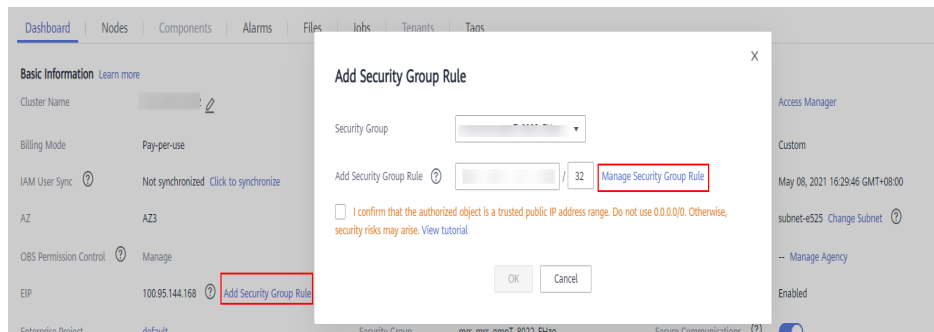 Dashboard Nodes Components Alarms Files Jobs Tenants Tags
X
Basic Information Learn more
Add Security Group Rule
Cluster Name
Access Manager
Security Group
Billing Mode Pay-per-use
Custom
Add Security Group Rule ? / 32 Manage Security Group Rule
IAM User Sync ? Not synchronized Click to synchronize
May 08, 2021 16:29:46 GMT+08:00
I confirm that the authorized object is a trusted public IP address range. Do not use 0.0.0.0/0. Otherwise,
security risks may arise. View tutorial
AZ AZ3
subnet-e525 Change Subnet ?
OBS Permission Control ? Manage
-- Manage Agency
OK Cancel
EIP 100.95.144.168 ? Add Security Group Rule
Enabled
Enterprise Project default Security Group Secure Communications ?